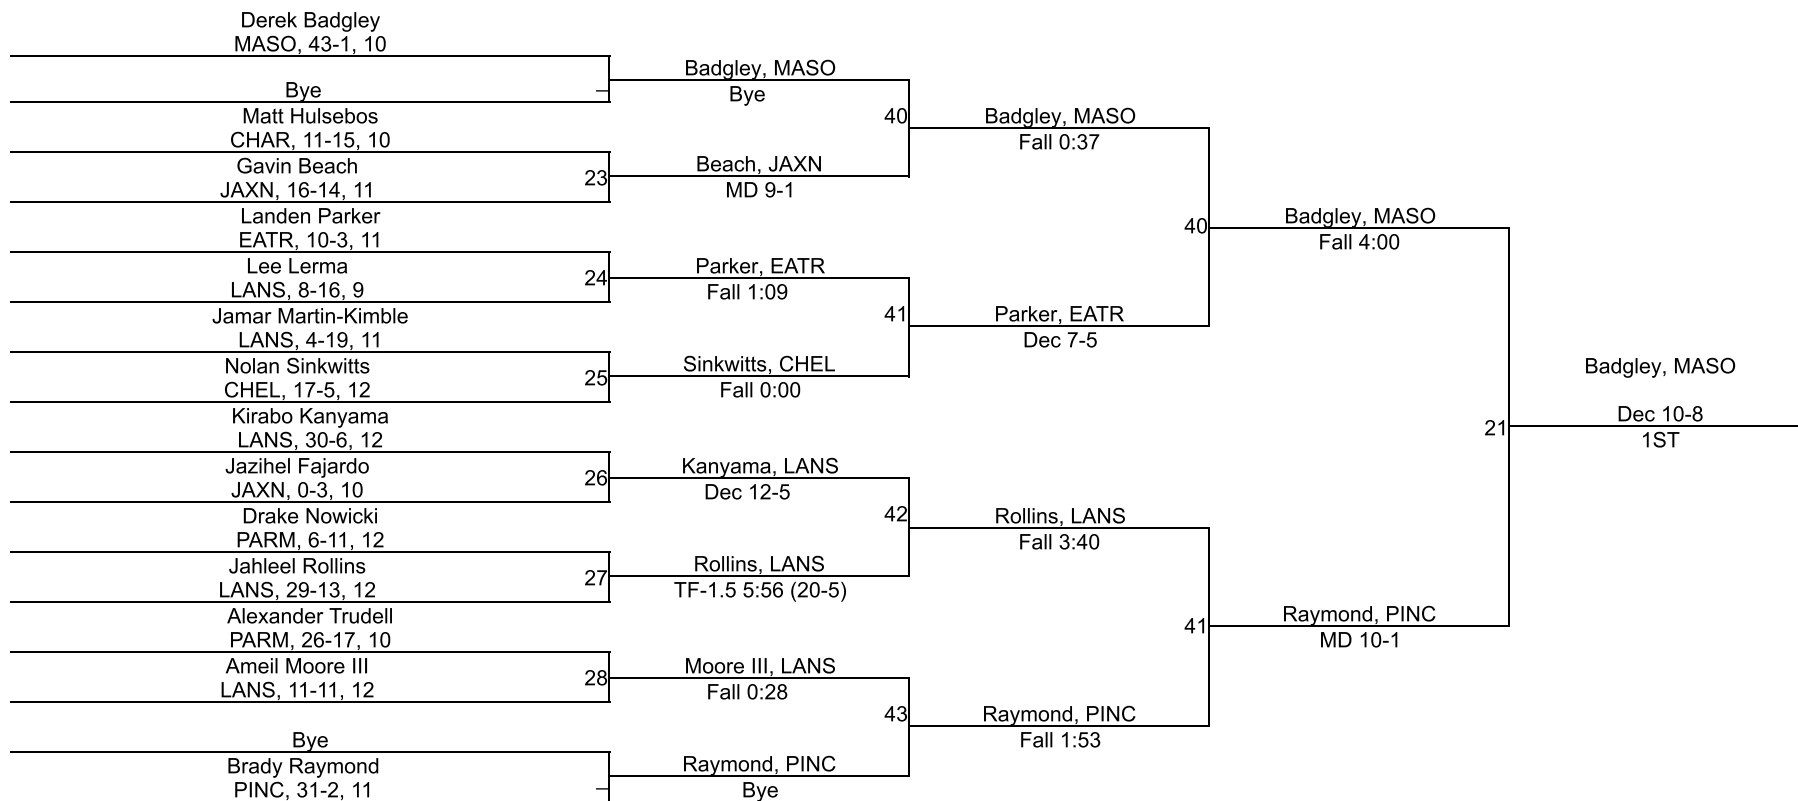 Derek Badgley
MASO, 43-1, 10
Bye
Matt Hulsebos
CHAR, 11-15, 10
Gavin Beach
JAXN, 16-14, 11
Landen Parker
EATR, 10-3, 11
Lee Lerma
LANS, 8-16, 9
Jamar Martin-Kimble
LANS, 4-19, 11
Nolan Sinkwitts
CHEL, 17-5, 12
Kirabo Kanyama
LANS, 30-6, 12
Jazihel Fajardo
JAXN, 0-3, 10
Drake Nowicki
PARM, 6-11, 12
Jahleel Rollins
LANS, 29-13, 12
Alexander Trudell
PARM, 26-17, 10
Ameil Moore III
LANS, 11-11, 12
Bye
Brady Raymond
PINC, 31-2, 11
23
24
25
26
27
28
Badgley, MASO
Bye
Beach, JAXN
MD 9-1
Parker, EATR
Fall 1:09
Sinkwitts, CHEL
Fall 0:00
Kanyama, LANS
Dec 12-5
Rollins, LANS
TF-1.5 5:56 (20-5)
Moore III, LANS
Fall 0:28
Raymond, PINC
Bye
40
41
42
43
Badgley, MASO
Fall 0:37
Parker, EATR
Dec 7-5
Rollins, LANS
Fall 3:40
Raymond, PINC
Fall 1:53
40
41
Badgley, MASO
Fall 4:00
Raymond, PINC
MD 10-1
21
Badgley, MASO
Dec 10-8
1ST